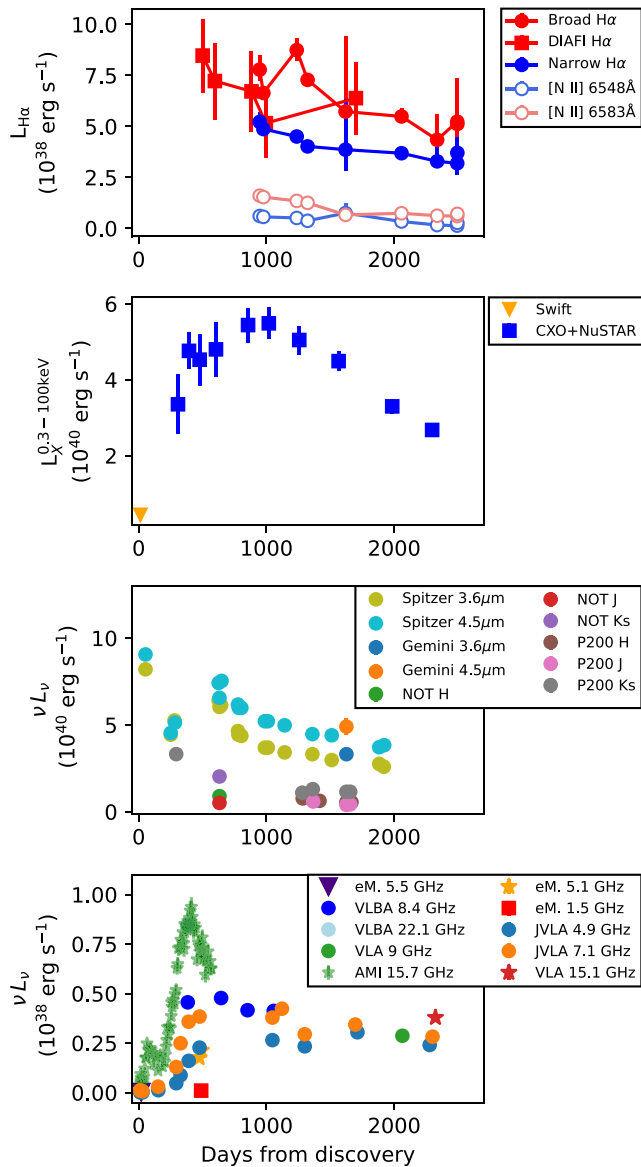 10.0
7.5
5.0
2.5
0.0
L_Hα
(10^38 erg s^−1)
0
1000
2000
Broad Hα
DIAFI Hα
Narrow Hα
[N II] 6548Å
[N II] 6583Å
6
4
2
L_X^0.3−100keV
(10^40 erg s^−1)
0
1000
2000
Swift
CXO+NuSTAR
10
5
0
ν L_ν
(10^40 erg s^−1)
0
1000
2000
Spitzer 3.6μm
Spitzer 4.5μm
Gemini 3.6μm
Gemini 4.5μm
NOT H
NOT J
NOT Ks
P200 H
P200 J
P200 Ks
1.00
0.75
0.50
0.25
0.00
ν L_ν
(10^38 erg s^−1)
eM. 5.5 GHz
VLBA 8.4 GHz
VLBA 22.1 GHz
VLA 9 GHz
AMI 15.7 GHz
eM. 5.1 GHz
eM. 1.5 GHz
JVLA 4.9 GHz
JVLA 7.1 GHz
VLA 15.1 GHz
0
1000
2000
Days from discovery